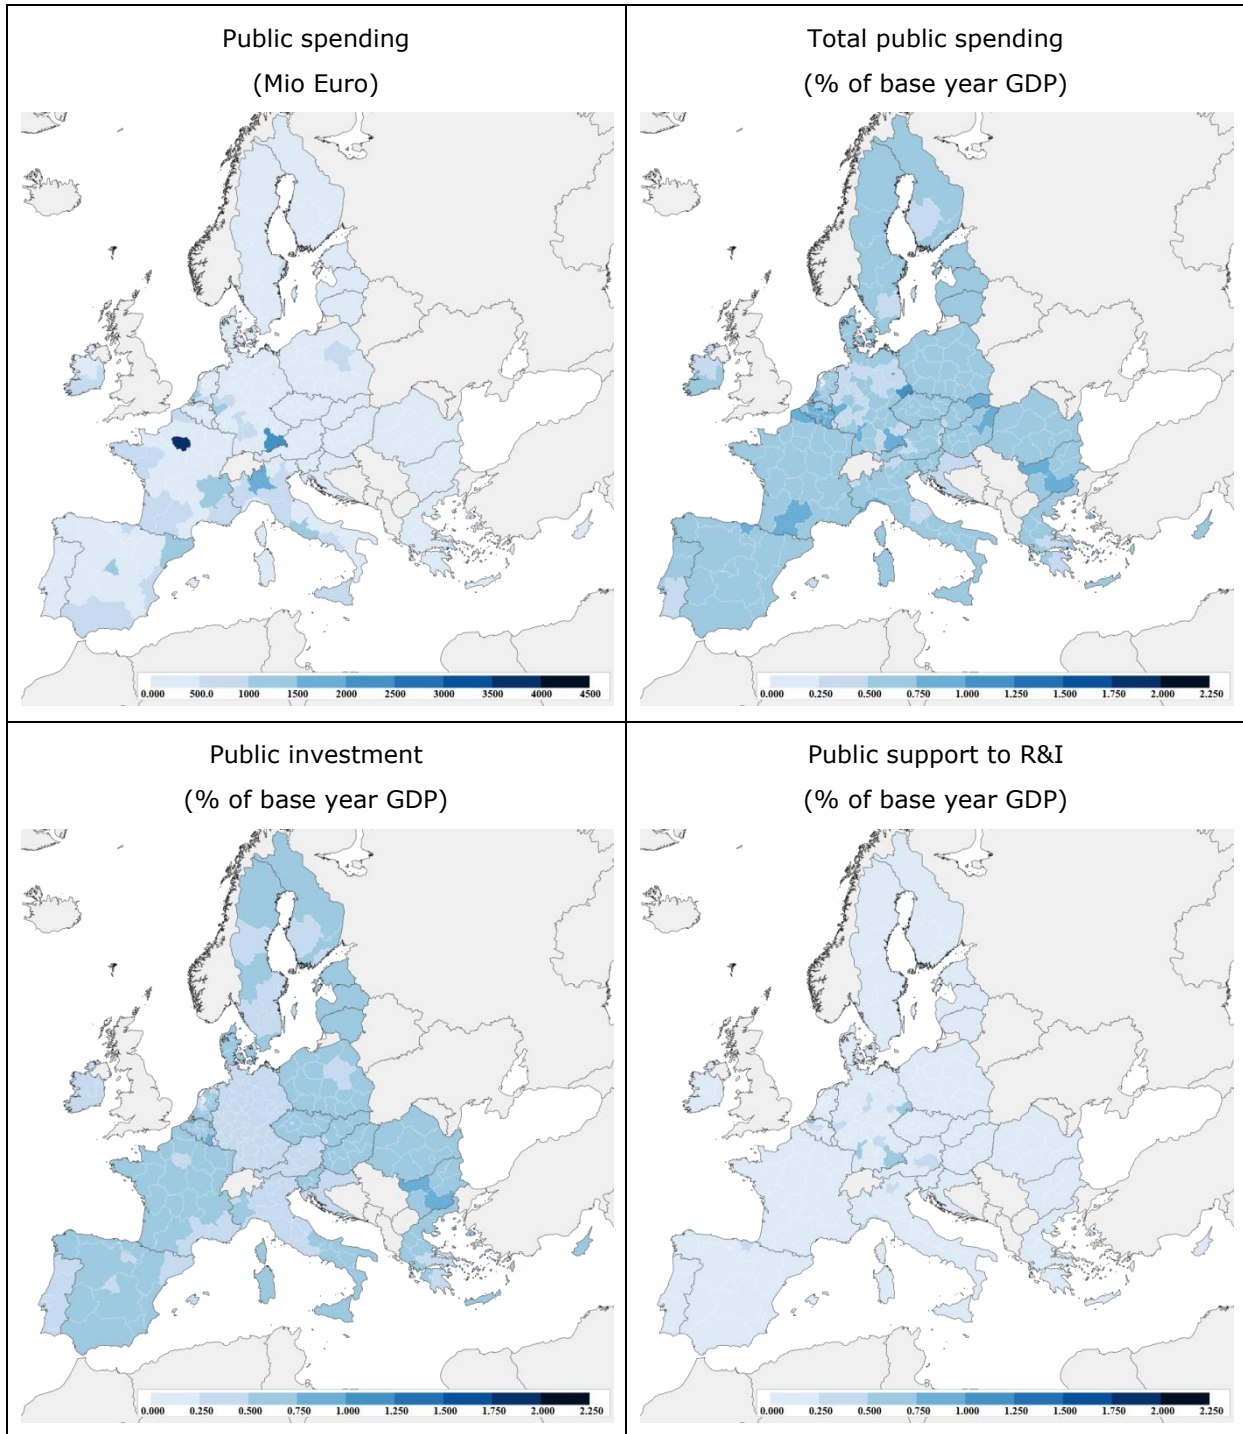 Public spending
(Mio Euro)
0.000 500.0 1000 1500 2000 2500 3000 3500 4000 4500
Total public spending
(% of base year GDP)
0.000 0.250 0.500 0.750 1.000 1.250 1.500 1.750 2.000 2.250
Public investment
(% of base year GDP)
0.000 0.250 0.500 0.750 1.000 1.250 1.500 1.750 2.000 2.250
Public support to R&I
(% of base year GDP)
0.000 0.250 0.500 0.750 1.000 1.250 1.500 1.750 2.000 2.250